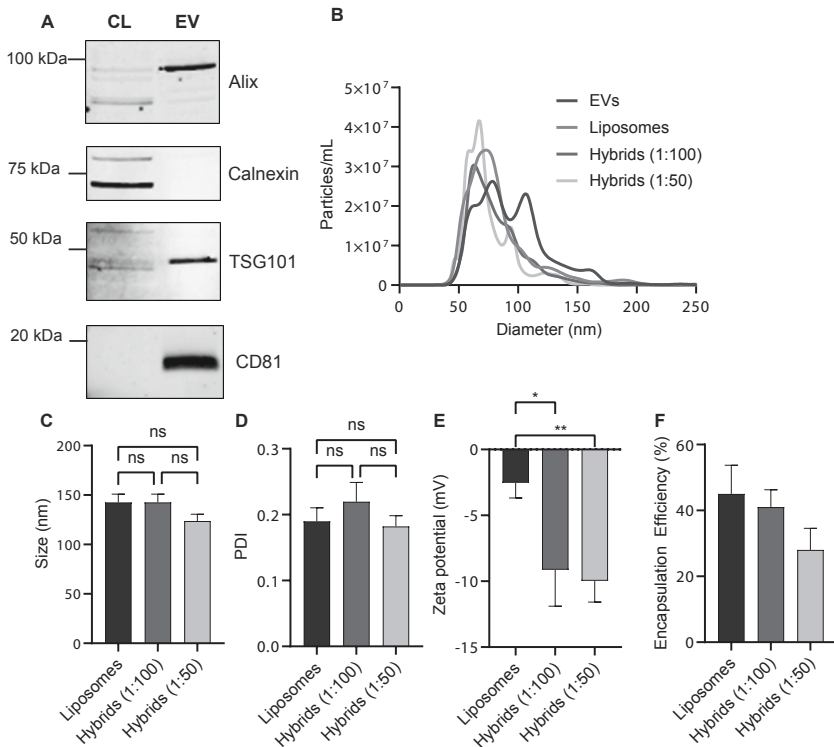 A
CL
EV
100 kDa
Alix
75 kDa
Calnexin
50 kDa
TSG101
20 kDa
CD81
B
Particles/mL
5×10⁷
4×10⁷
3×10⁷
2×10⁷
1×10⁷
0
0
50
100
150
200
250
Diameter (nm)
EVs
Liposomes
Hybrids (1:100)
Hybrids (1:50)
C
ns
ns
ns
Size (nm)
200
150
100
50
0
Liposomes
Hybrids (1:100)
Hybrids (1:50)
D
ns
ns
ns
PDI
0.3
0.2
0.1
0.0
Liposomes
Hybrids (1:100)
Hybrids (1:50)
E
*
**
Zeta potential (mV)
0
-5
-10
-15
Liposomes
Hybrids (1:100)
Hybrids (1:50)
F
Encapsulation Efficiency (%)
60
40
20
0
Liposomes
Hybrids (1:100)
Hybrids (1:50)